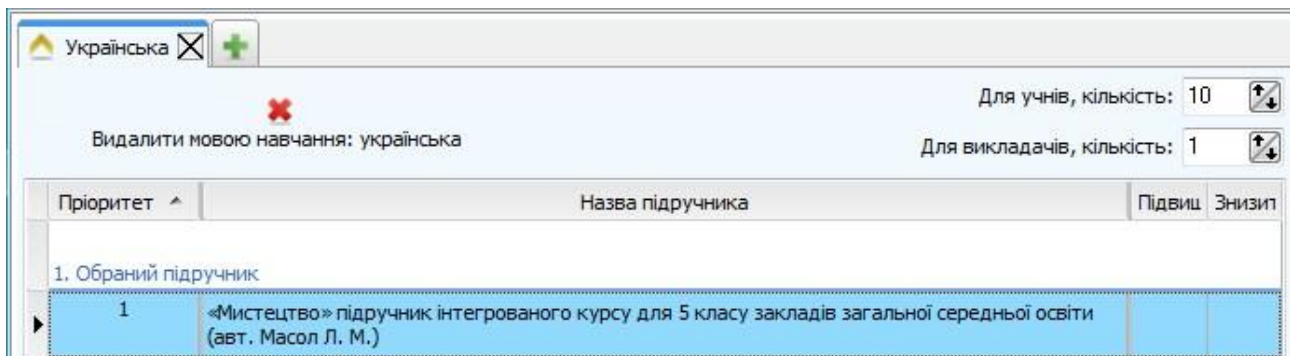 Українська
Для учнів, кількість: 10
Видалити мовою навчання: українська
Для викладачів, кількість: 1
Пріоритет Назва підручника Підвищ Знизит
1. Обраний підручник
1 «Мистецтво» підручник інтегрованого курсу для 5 класу закладів загальної середньої освіти
(авт. Масол Л. М.)